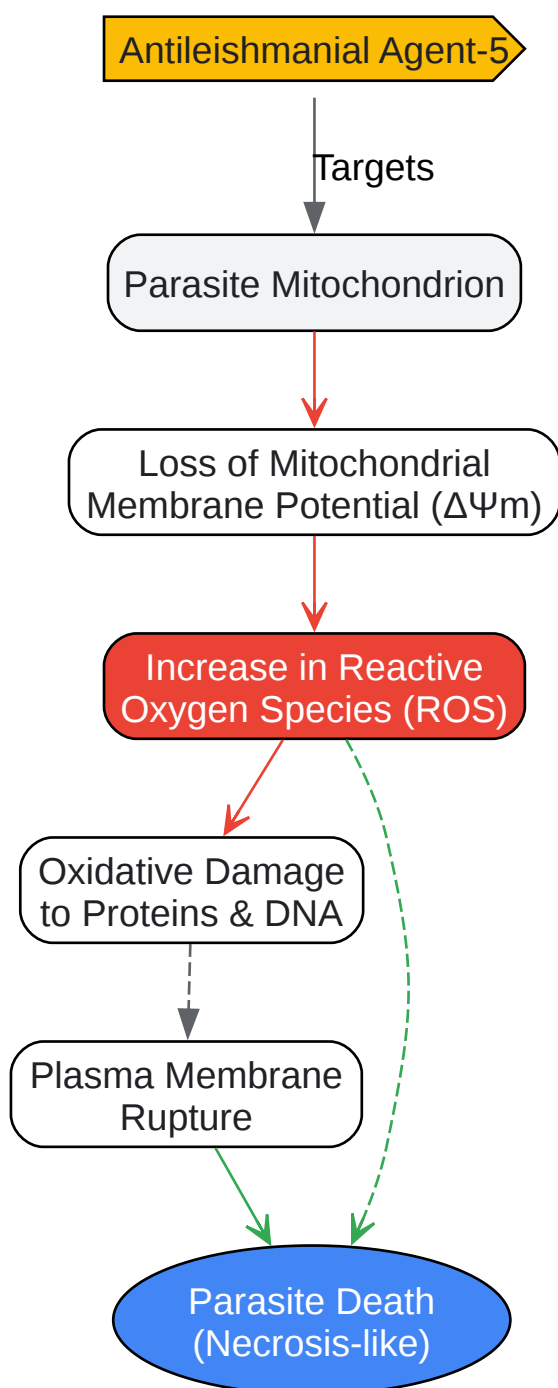 Antileishmanial Agent-5
Targets
Parasite Mitochondrion
Loss of Mitochondrial
Membrane Potential (ΔΨm)
Increase in Reactive
Oxygen Species (ROS)
Oxidative Damage
to Proteins & DNA
Plasma Membrane
Rupture
Parasite Death
(Necrosis-like)